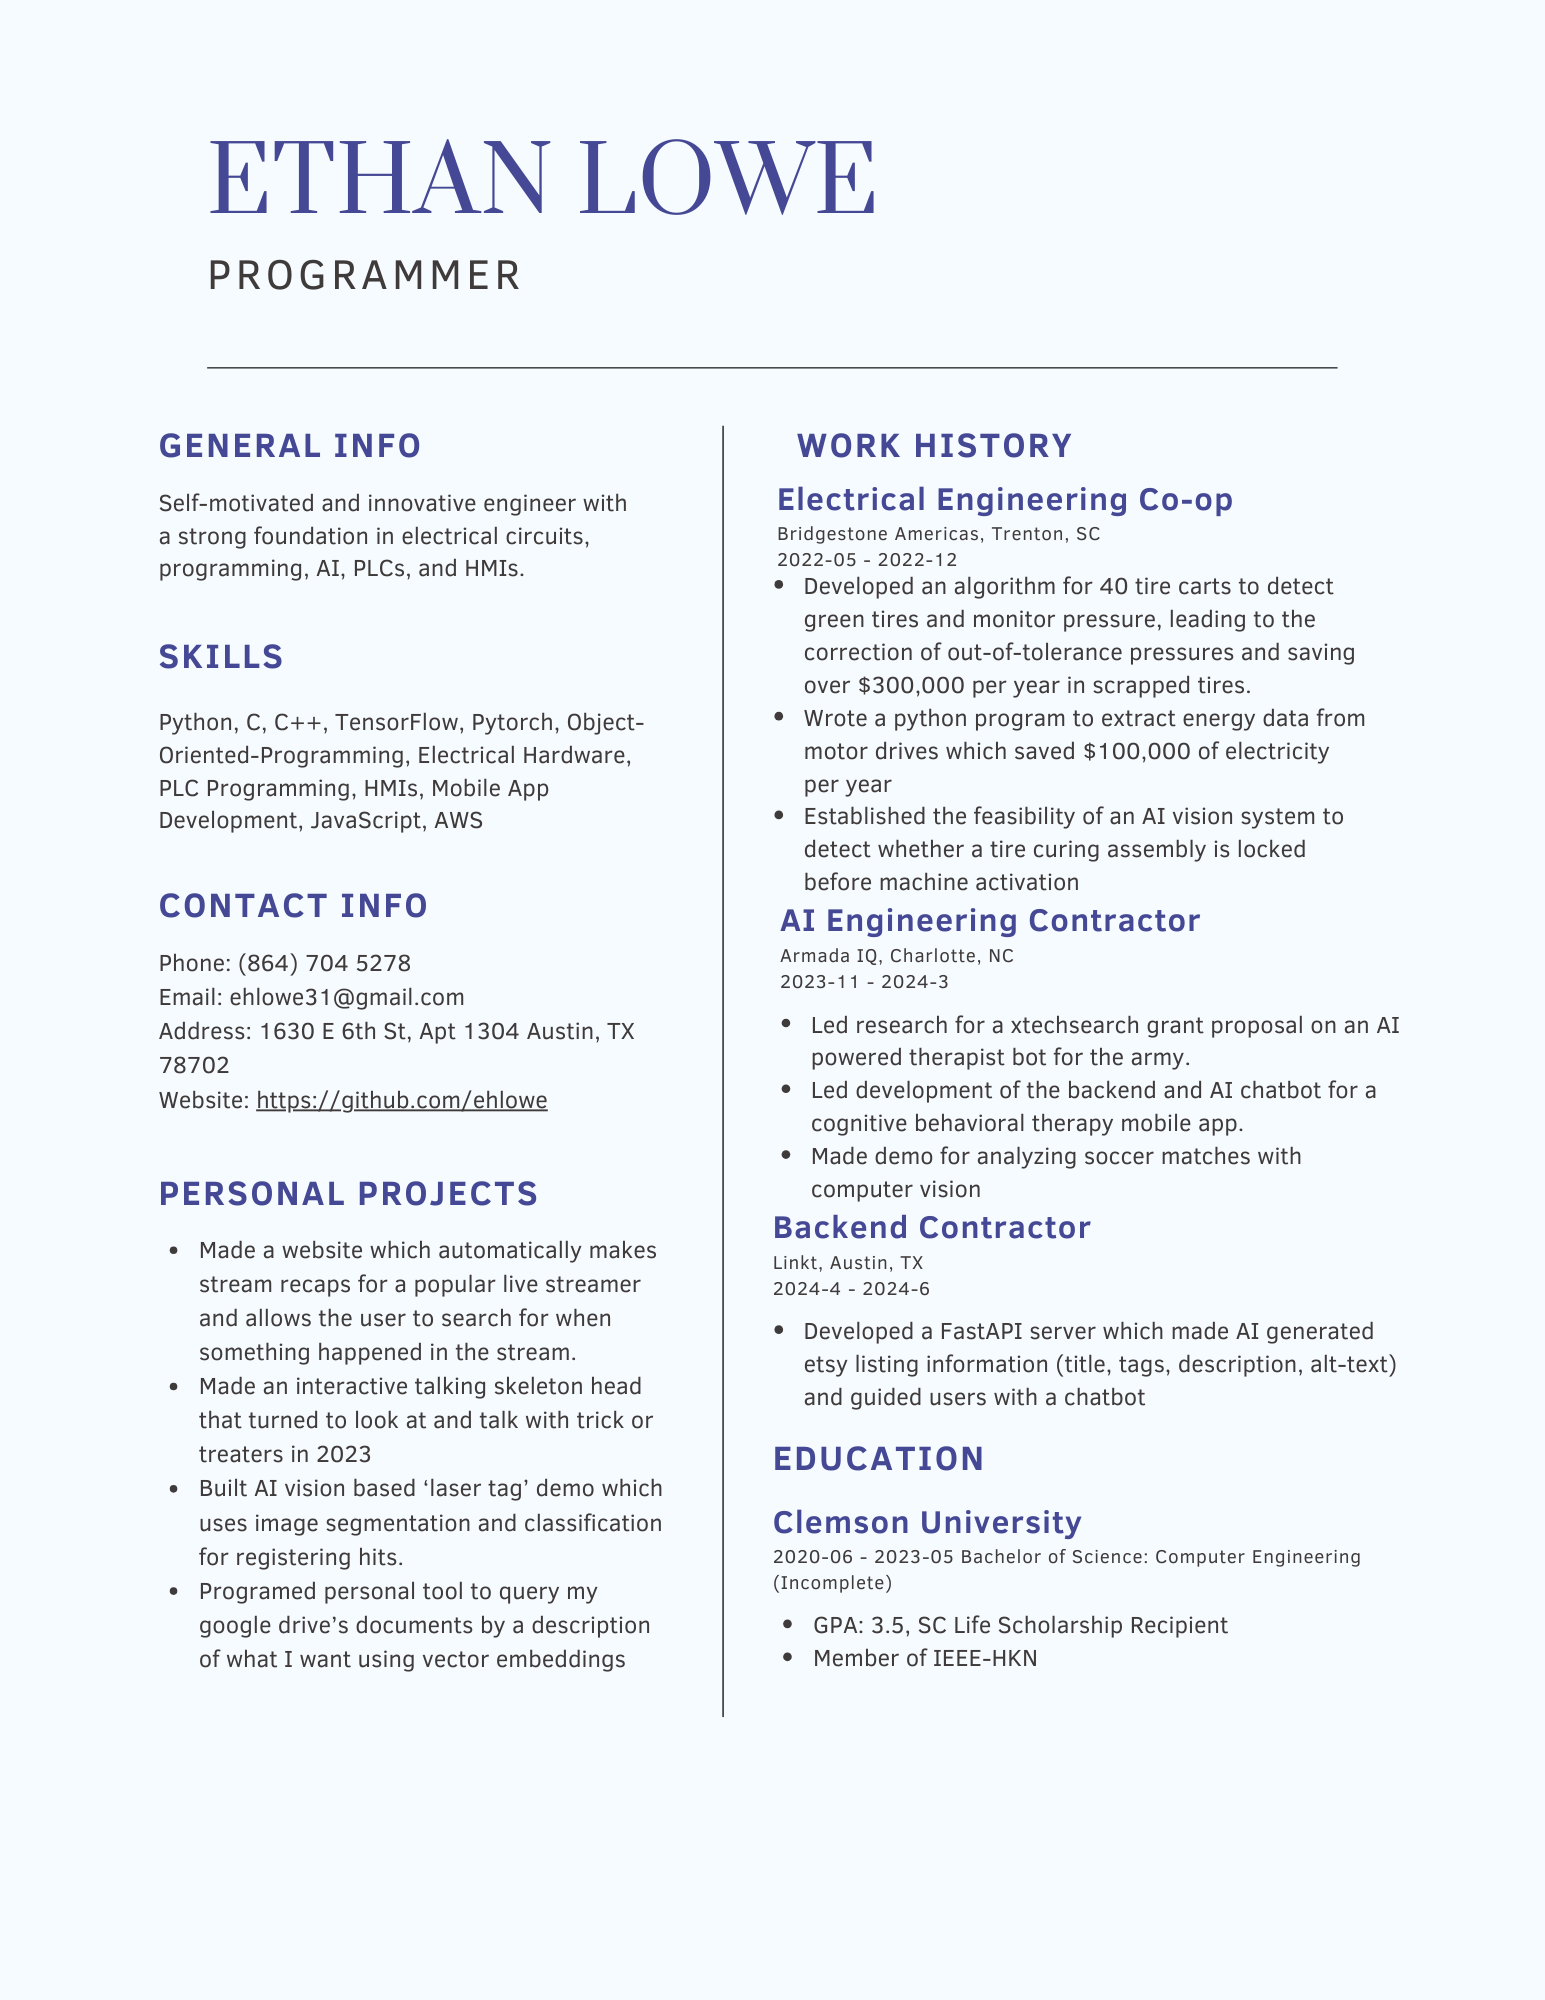 ETHAN LOWE
PROGRAMMER
GENERAL INFO
Self-motivated and innovative engineer with
a strong foundation in electrical circuits,
programming, AI, PLCs, and HMIs.
SKILLS
Python, C, C++, TensorFlow, Pytorch, Object-
Oriented-Programming, Electrical Hardware,
PLC Programming, HMIs, Mobile App
Development, JavaScript, AWS
CONTACT INFO
Phone: (864) 704 5278
Email: ehlowe31@gmail.com
Address: 1630 E 6th St, Apt 1304 Austin, TX
78702
Website: https://github.com/ehlowe
PERSONAL PROJECTS
• Made a website which automatically makes
stream recaps for a popular live streamer
and allows the user to search for when
something happened in the stream.
• Made an interactive talking skeleton head
that turned to look at and talk with trick or
treaters in 2023
• Built AI vision based ‘laser tag’ demo which
uses image segmentation and classification
for registering hits.
• Programed personal tool to query my
google drive’s documents by a description
of what I want using vector embeddings
WORK HISTORY
Electrical Engineering Co-op
Bridgestone Americas, Trenton, SC
2022-05 - 2022-12
• Developed an algorithm for 40 tire carts to detect
green tires and monitor pressure, leading to the
correction of out-of-tolerance pressures and saving
over $300,000 per year in scrapped tires.
• Wrote a python program to extract energy data from
motor drives which saved $100,000 of electricity
per year
• Established the feasibility of an AI vision system to
detect whether a tire curing assembly is locked
before machine activation
AI Engineering Contractor
Armada IQ, Charlotte, NC
2023-11 - 2024-3
• Led research for a xtechsearch grant proposal on an AI
powered therapist bot for the army.
• Led development of the backend and AI chatbot for a
cognitive behavioral therapy mobile app.
• Made demo for analyzing soccer matches with
computer vision
Backend Contractor
Linkt, Austin, TX
2024-4 - 2024-6
• Developed a FastAPI server which made AI generated
etsy listing information (title, tags, description, alt-text)
and guided users with a chatbot
EDUCATION
Clemson University
2020-06 - 2023-05 Bachelor of Science: Computer Engineering
(Incomplete)
• GPA: 3.5, SC Life Scholarship Recipient
• Member of IEEE-HKN